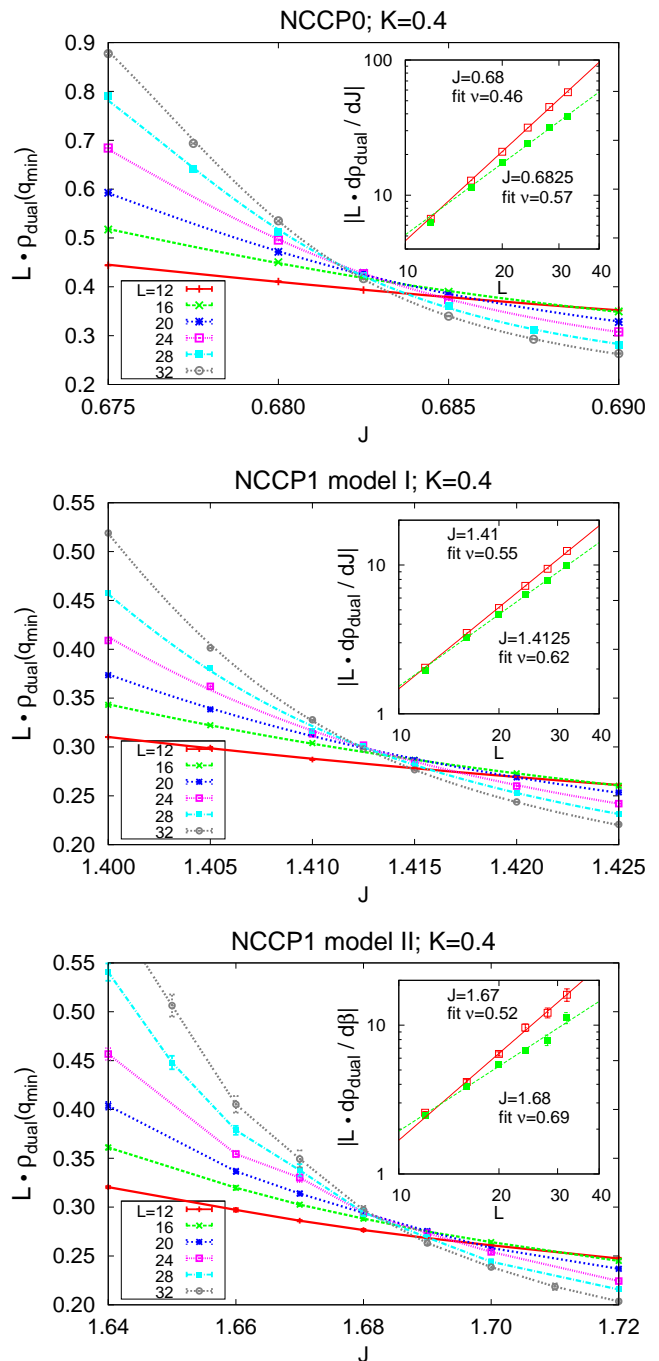 NCCP0; K=0.4
L • ρdual(qmin)
0.9
0.8
0.7
0.6
0.5
0.4
0.3
0.2
0.675
0.680
0.685
0.690
J
L=12
16
20
24
28
32
|L • dρdual / dJ|
100
10
10
20
30
40
L
J=0.68
fit ν=0.46
J=0.6825
fit ν=0.57
NCCP1 model I; K=0.4
L • ρdual(qmin)
0.55
0.50
0.45
0.40
0.35
0.30
0.25
0.20
1.400
1.405
1.410
1.415
1.420
1.425
J
L=12
16
20
24
28
32
|L • dρdual / dJ|
10
1
10
20
30
40
L
J=1.41
fit ν=0.55
J=1.4125
fit ν=0.62
NCCP1 model II; K=0.4
L • ρdual(qmin)
0.55
0.50
0.45
0.40
0.35
0.30
0.25
0.20
1.64
1.66
1.68
1.70
1.72
J
L=12
16
20
24
28
32
|L • dρdual / dβ|
10
1
10
20
30
40
L
J=1.67
fit ν=0.52
J=1.68
fit ν=0.69